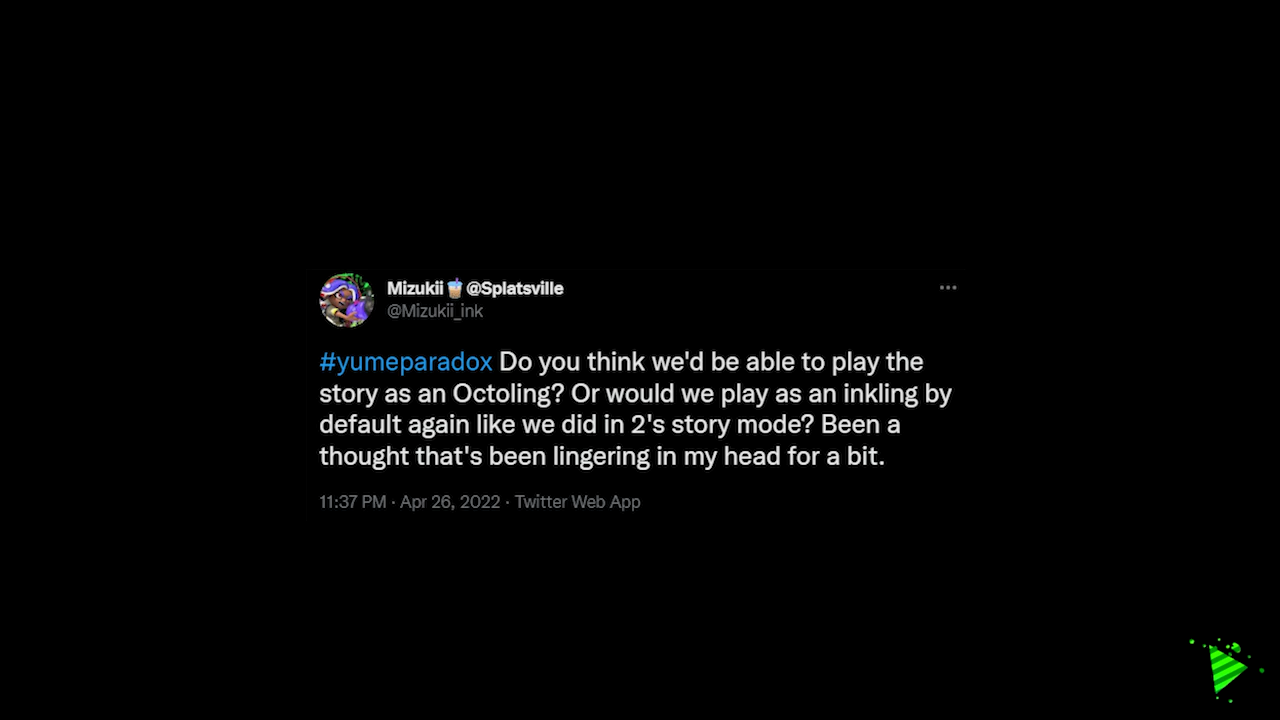 Mizukii🧋@Splatsville
@Mizukii_ink
#yumeparadox Do you think we'd be able to play the
story as an Octoling? Or would we play as an inkling by
default again like we did in 2's story mode? Been a
thought that's been lingering in my head for a bit.
11:37 PM · Apr 26, 2022 · Twitter Web App